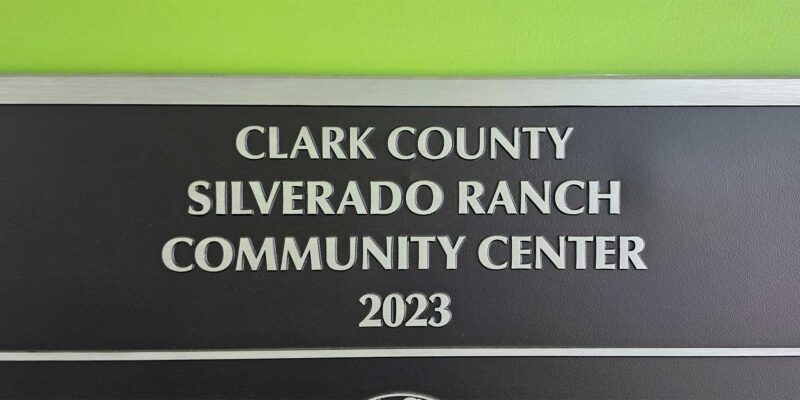 CLARK COUNTY
SILVERADO RANCH
COMMUNITY CENTER
2023